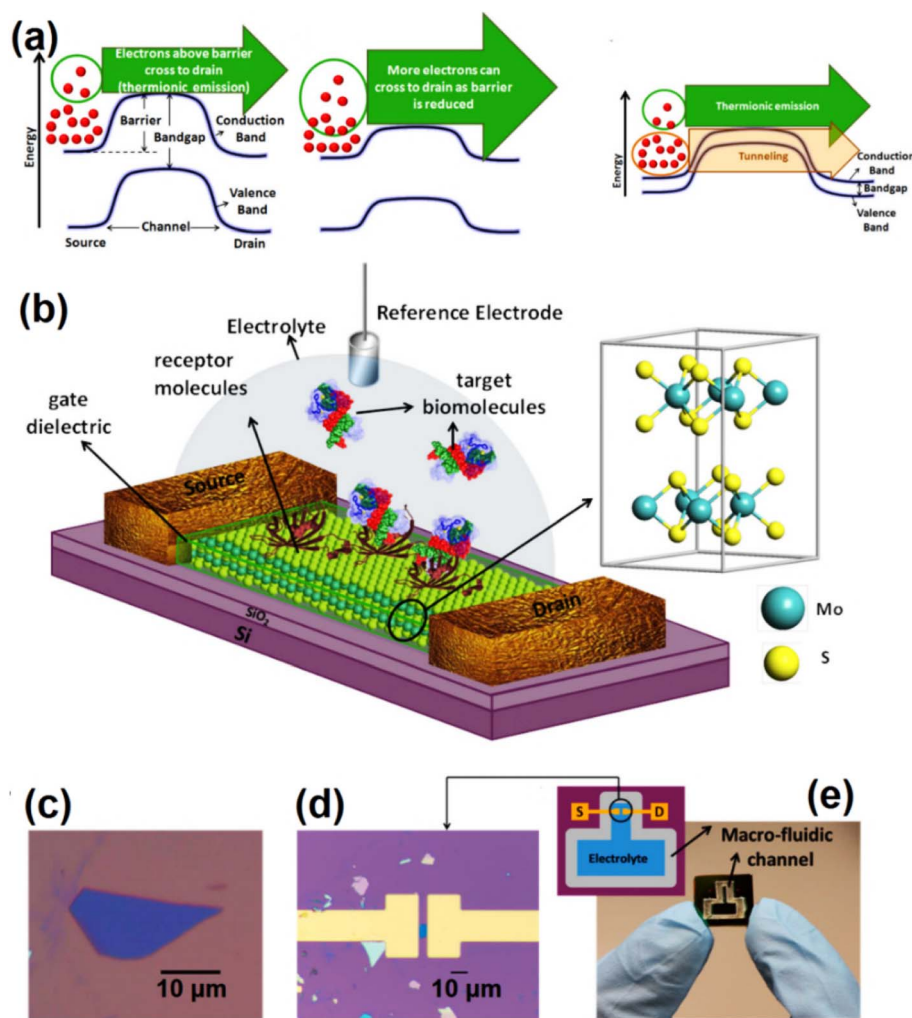 (a)
Electrons above barrier
cross to drain
(thermionic emission)
More electrons can
cross to drain as barrier
is reduced
Thermionic emission
Energy
Barrier
Bandgap
Conduction
Band
Valence
Band
Channel
Source
Drain
Energy
Tunneling
Conduction
Band
Bandgap
Valence
Band
(b)
Reference Electrode
Electrolyte
receptor
molecules
target
biomolecules
gate
dielectric
Source
Drain
SiO2
Si
Mo
S
(c)
10 µm
(d)
10 µm
(e)
S
D
Electrolyte
Macro-fluidic
channel